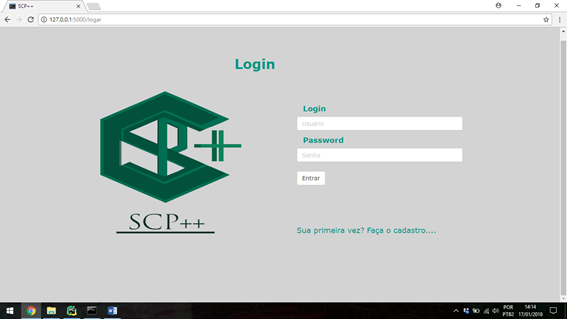 SCP++
127.0.0.1:5000/logar
Login
Login
Usuario
Password
Senha
Entrar
SCP++
Sua primeira vez? Faça o cadastro....
POR
PTB2
14:14
17/01/2018